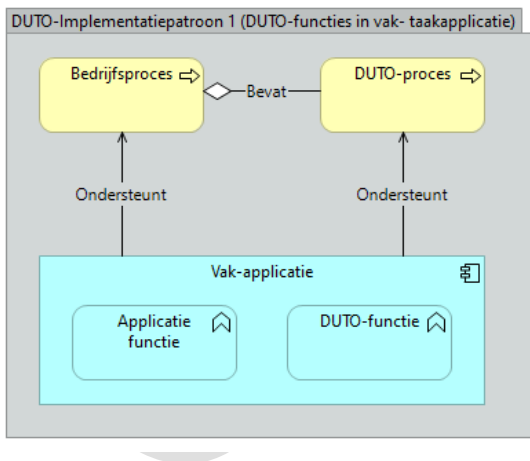 DUTO-Implementatiepatroon 1 (DUTO-functies in vak- taakapplicatie)
Bedrijfsproces
DUTO-proces
Bevat
Ondersteunt
Ondersteunt
Vak-applicatie
Applicatie
functie
DUTO-functie